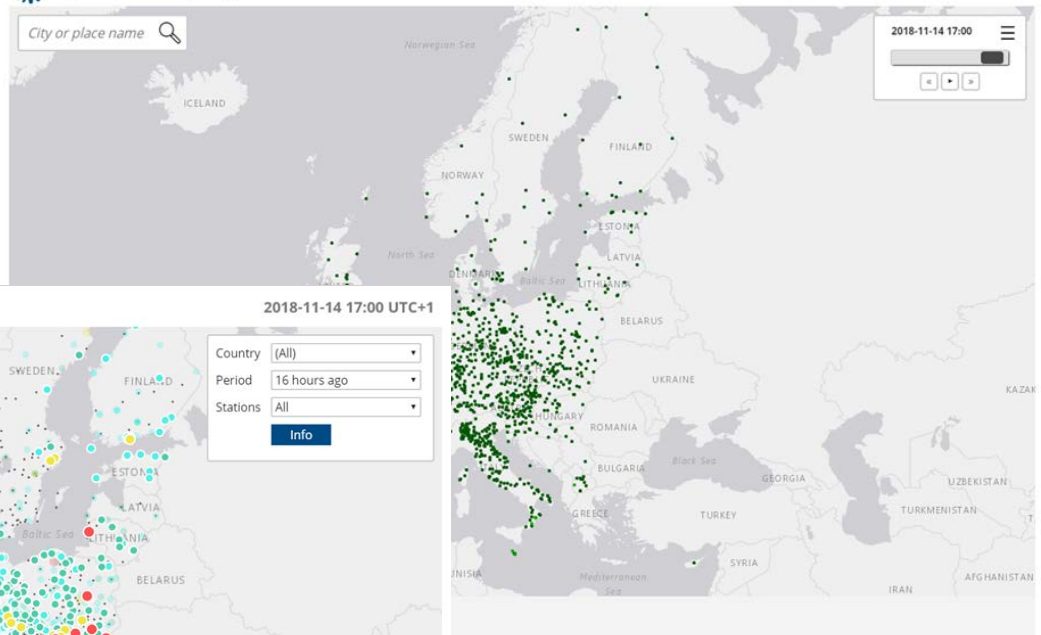 City or place name
2018-11-14 17:00
Norwegian Sea
ICELAND
SWEDEN
FINLAND
NORWAY
ESTONIA
North Sea
LATVIA
DENMARK
Baltic Sea
LITHUANIA
BELARUS
UKRAINE
KAZAK
HUNGARY
ROMANIA
BULGARIA
Black Sea
GEORGIA
UZBEKISTAN
GREECE
TURKEY
TURKMENISTAN
UNISIA
Mediterranean
Sea
SYRIA
IRAN
AFGHANISTAN
2018-11-14 17:00 UTC+1
Country (All)
Period 16 hours ago
Stations All
Info
SWEDEN
FINLAND
ESTONIA
LATVIA
Baltic Sea
LITHUANIA
BELARUS